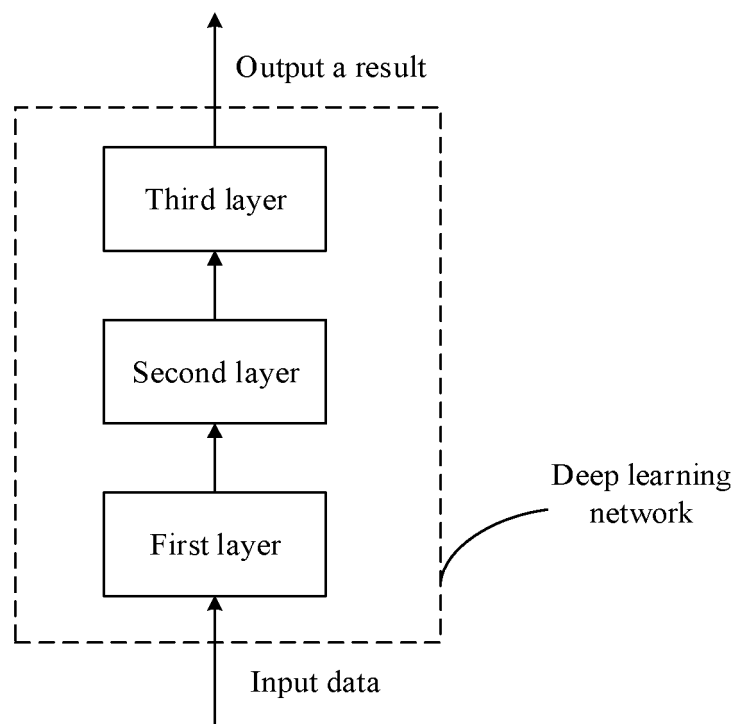 Output a result
Third layer
Second layer
Deep learning
network
First layer
Input data